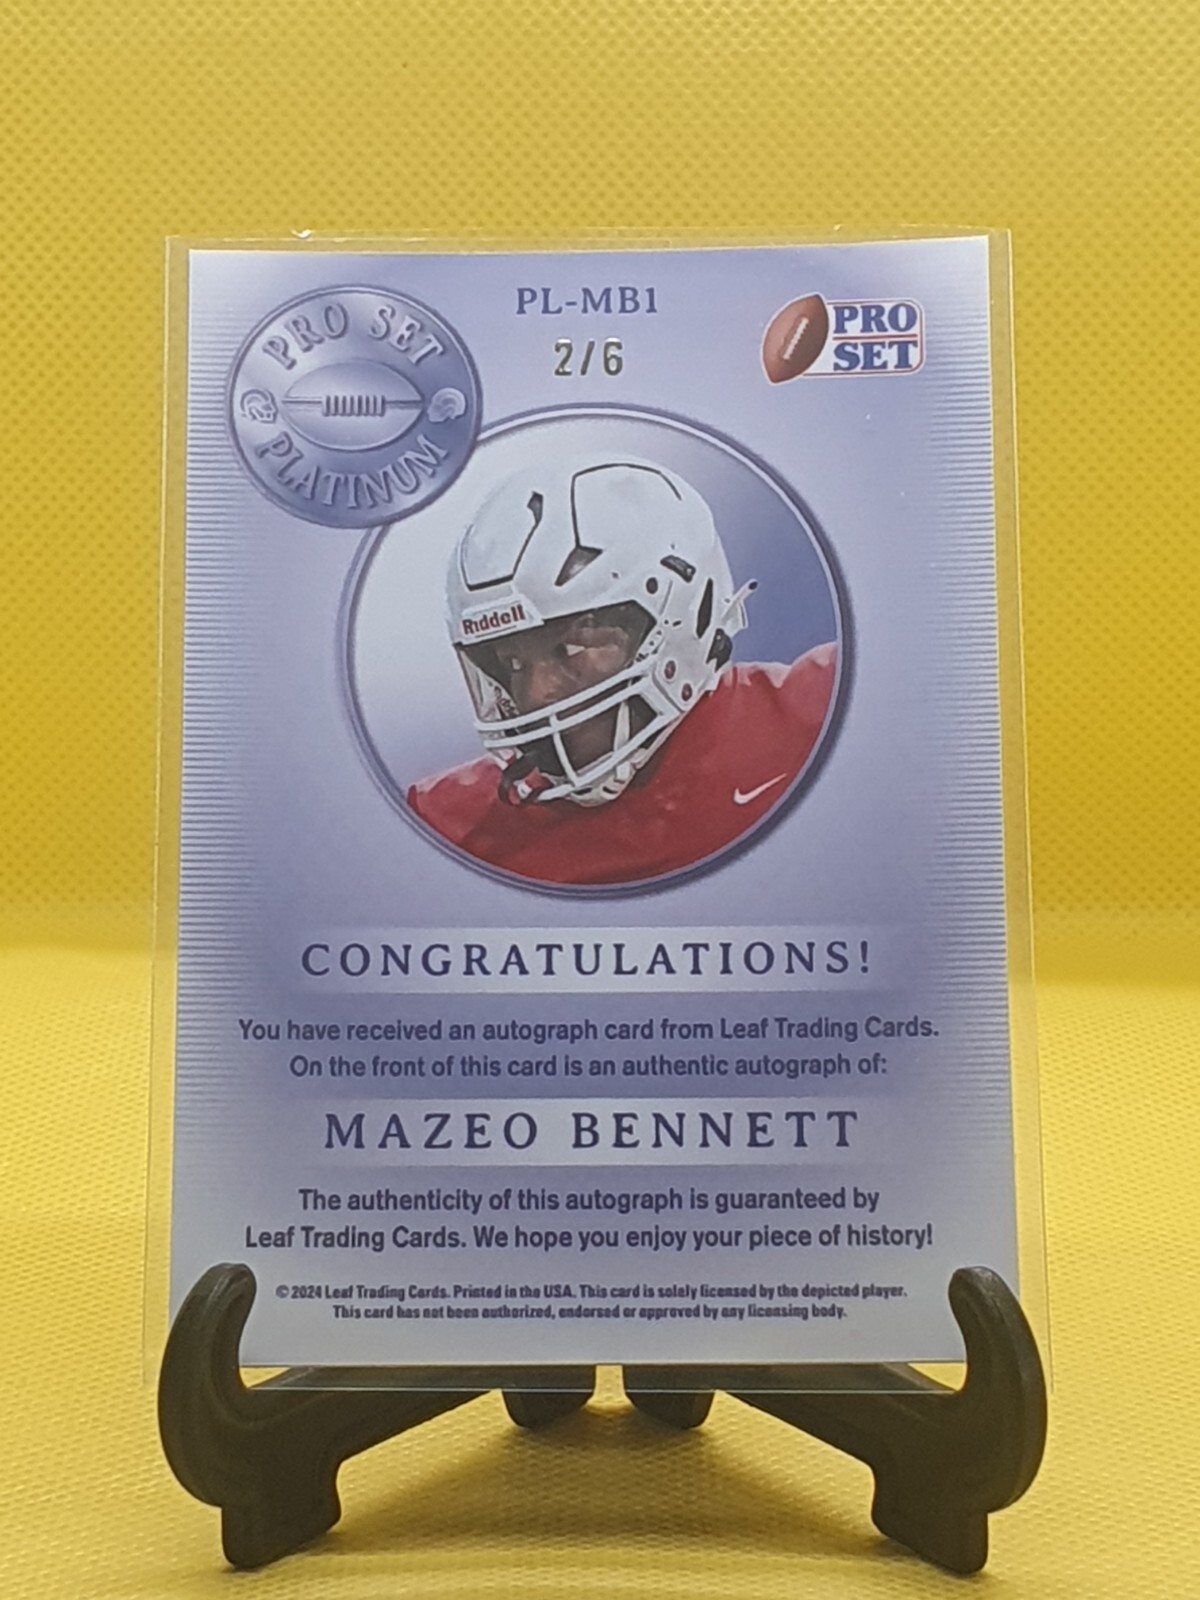 PL-MB1
2/6
PRO SET
PLATINUM
PRO
SET
Riddell
CONGRATULATIONS!
You have received an autograph card from Leaf Trading Cards.
On the front of this card is an authentic autograph of:
MAZEO BENNETT
The authenticity of this autograph is guaranteed by
Leaf Trading Cards. We hope you enjoy your piece of history!
© 2024 Leaf Trading Cards. Printed in the USA. This card is solely licensed by the depicted player.
This card has not been authorized, endorsed or approved by any licensing body.